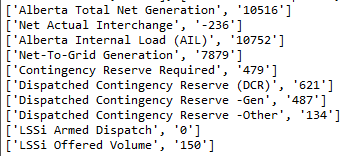 ['Alberta Total Net Generation', '10516']
['Net Actual Interchange', '-236']
['Alberta Internal Load (AIL)', '10752']
['Net-To-Grid Generation', '7879']
['Contingency Reserve Required', '479']
['Dispatched Contingency Reserve (DCR)', '621']
['Dispatched Contingency Reserve -Gen', '487']
['Dispatched Contingency Reserve -Other', '134']
['LSSi Armed Dispatch', '0']
['LSSi Offered Volume', '150']